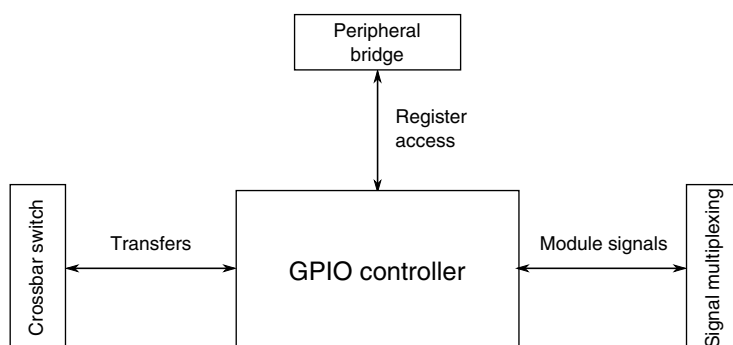 Peripheral
bridge
Register
access
Crossbar switch
Transfers
GPIO controller
Module signals
Signal multiplexing